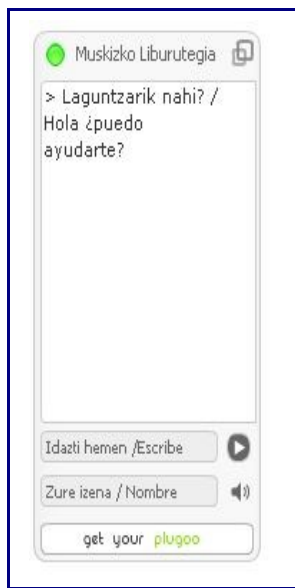 Muskizko Liburutegia
> Laguntzarik nahi? /
Hola ¿puedo
ayudarte?
Idazti hemen /Escribe
Zure izena / Nombre
get your plugoo